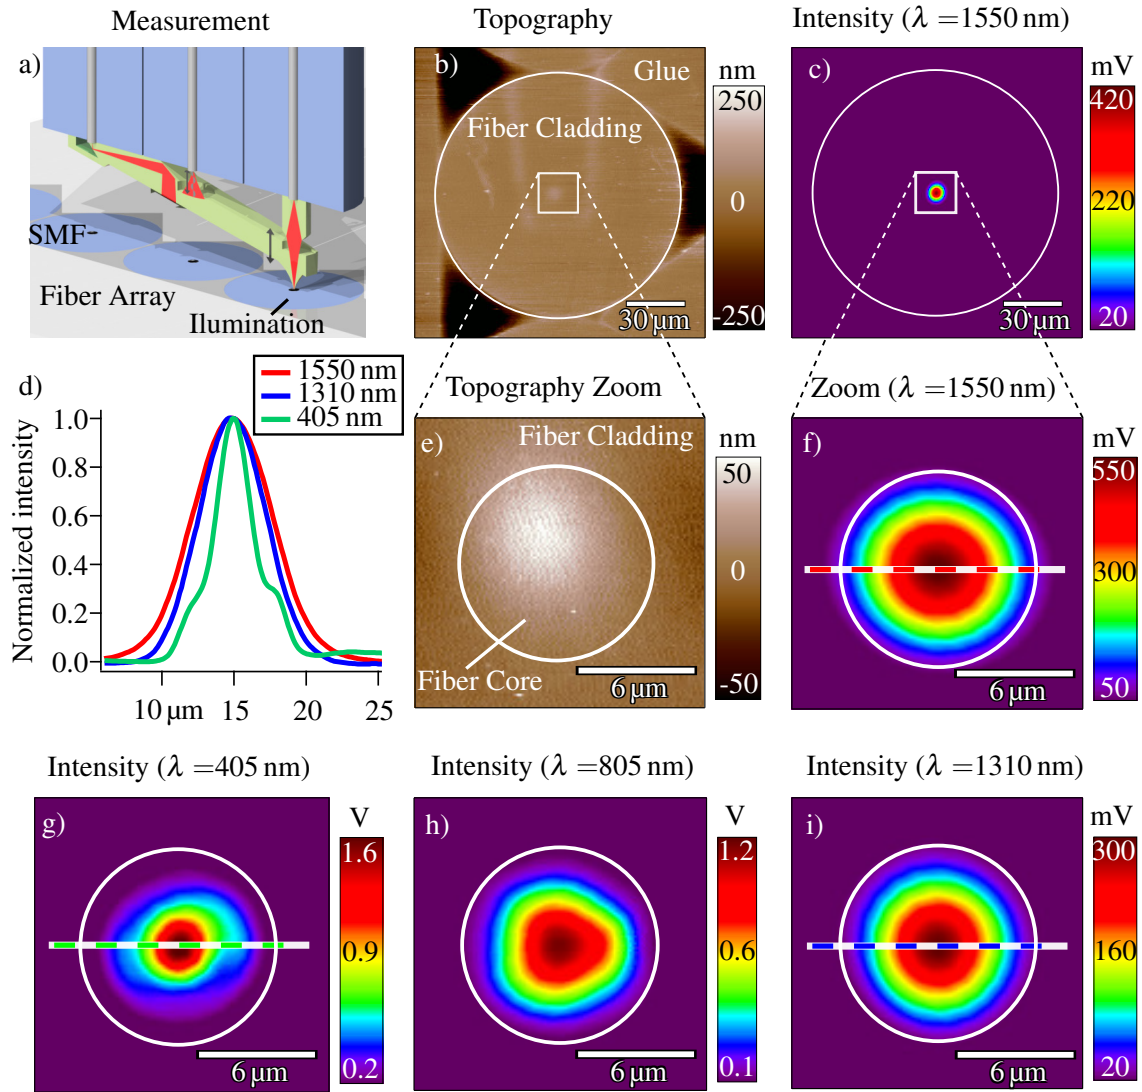 Measurement
Topography
Intensity (λ =1550 nm)
a)
SMF
Fiber Array
Ilumination
b)
Glue
Fiber Cladding
30 µm
nm
250
0
-250
c)
30 µm
mV
420
220
20
d)
1550 nm
1310 nm
405 nm
Normalized intensity
1.0
0.8
0.6
0.4
0.2
0.0
10 µm
15
20
25
Topography Zoom
e)
Fiber Cladding
Fiber Core
6 µm
nm
50
0
-50
Zoom (λ =1550 nm)
f)
6 µm
mV
550
300
50
Intensity (λ =405 nm)
g)
6 µm
V
1.6
0.9
0.2
Intensity (λ =805 nm)
h)
6 µm
V
1.2
0.6
0.1
Intensity (λ =1310 nm)
i)
6 µm
mV
300
160
20